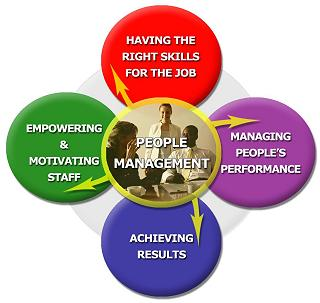 HAVING THE
RIGHT SKILLS
FOR THE JOB
EMPOWERING
&
MOTIVATING
STAFF
PEOPLE
MANAGEMENT
MANAGING
PEOPLE'S
PERFORMANCE
ACHIEVING
RESULTS